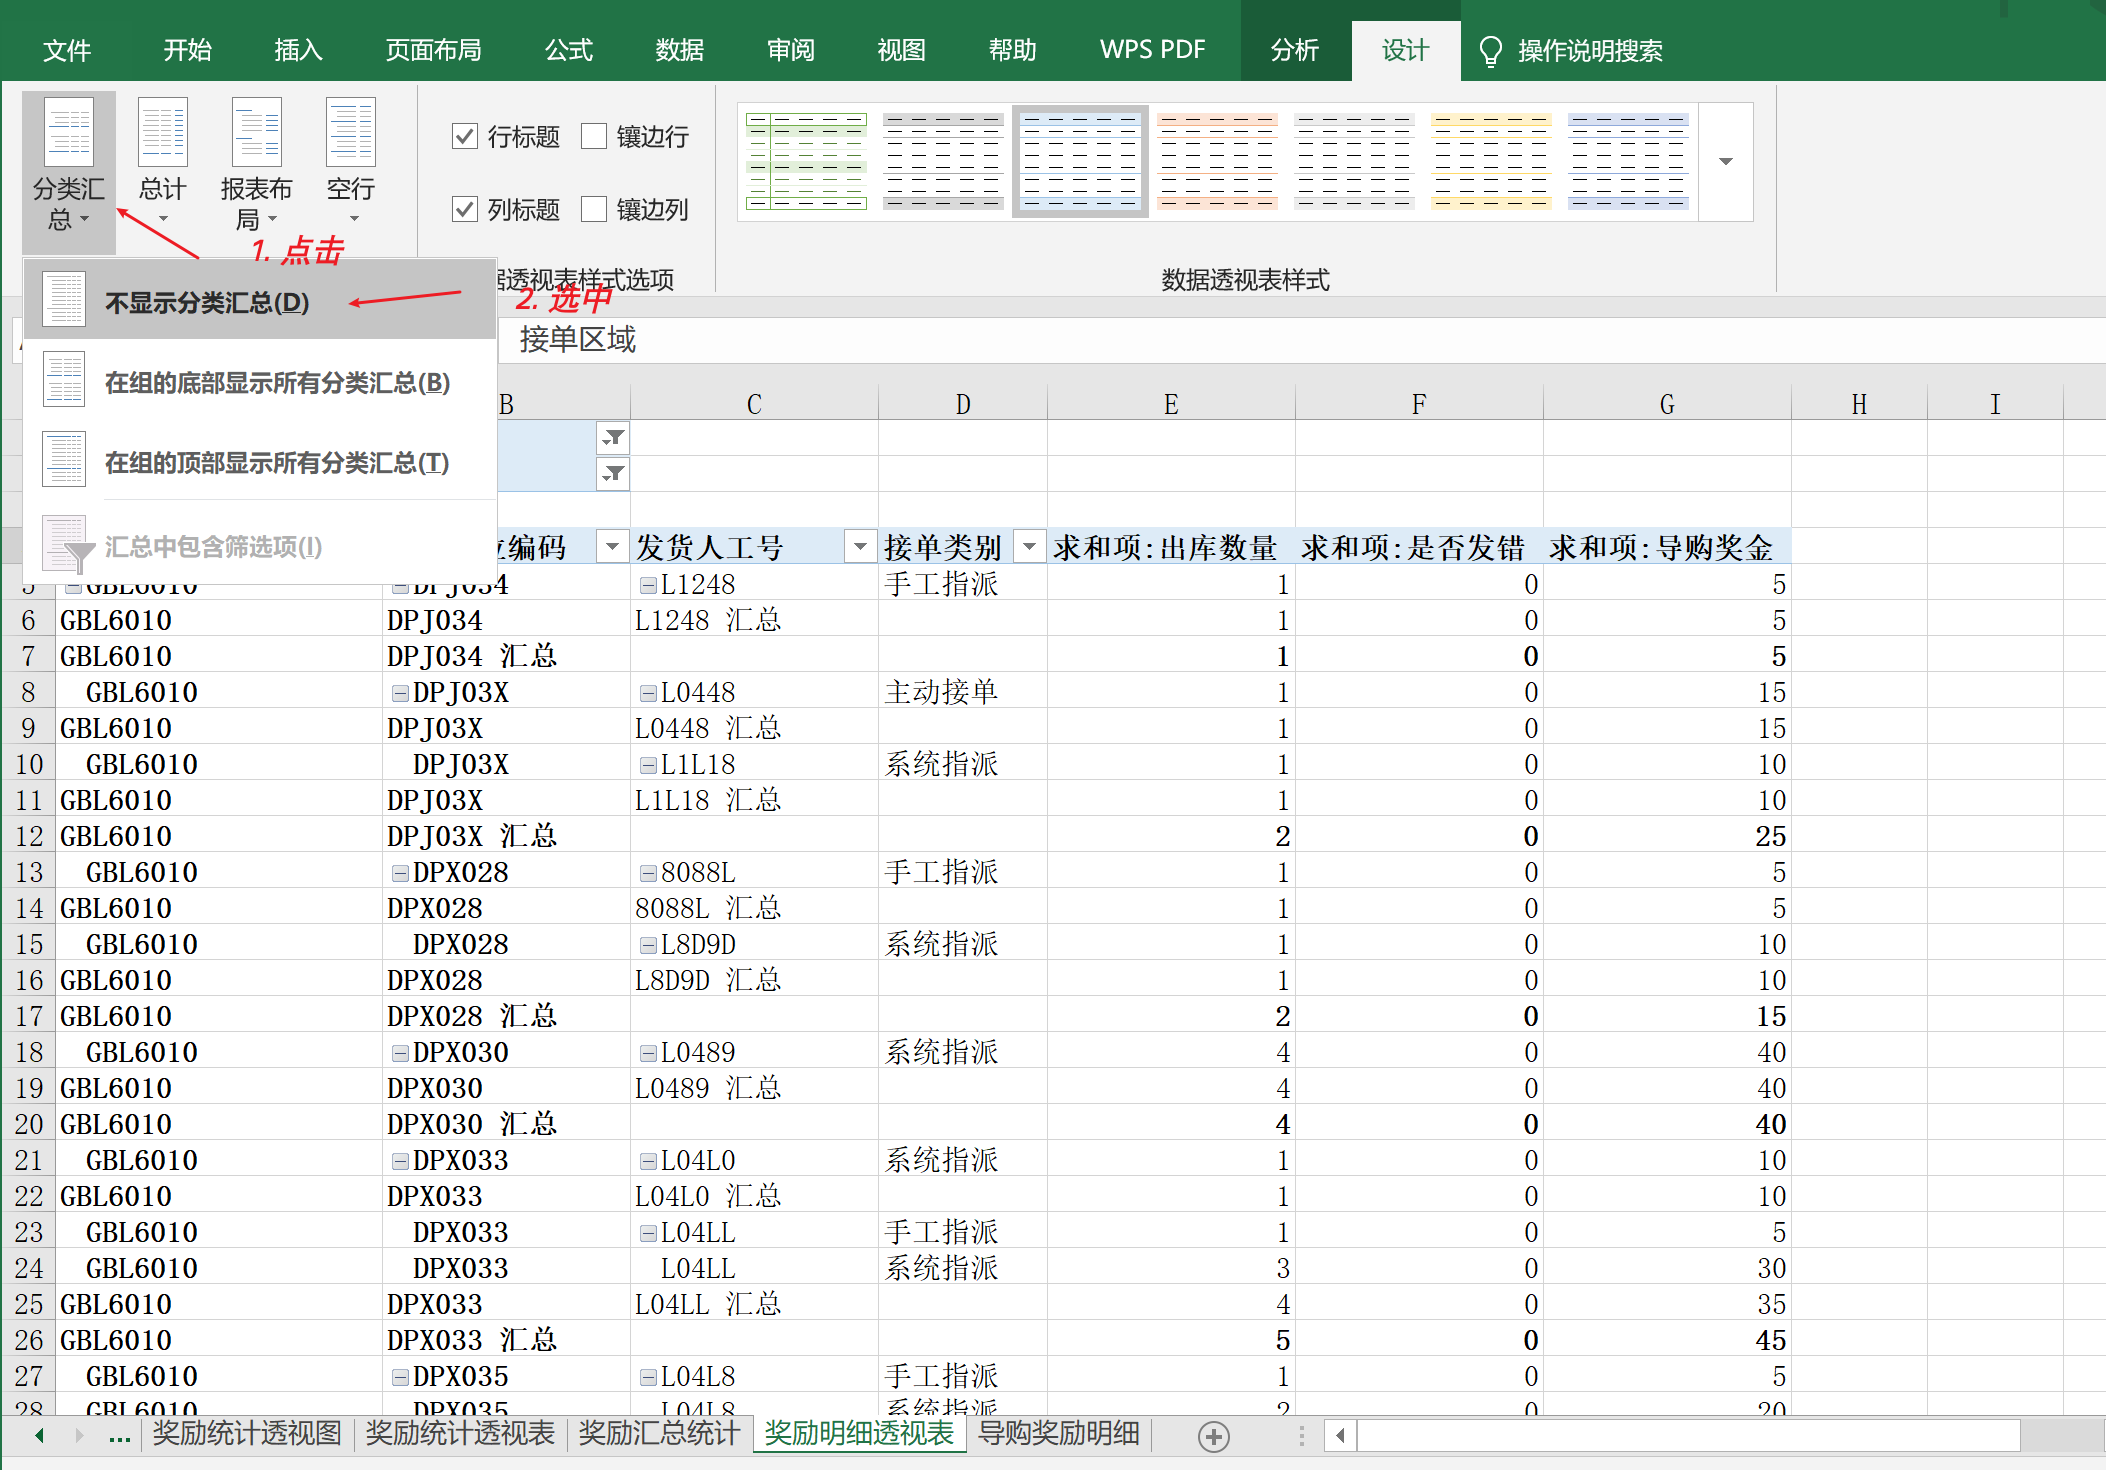 文件 开始 插入 页面布局 公式 数据 审阅 视图 帮助 WPS PDF 分析 设计 操作说明搜索
分类汇总 总计 报表布局 空行
行标题 镶边行
列标题 镶边列
1. 点击
据透视表样式选项 数据透视表样式
不显示分类汇总(D)
2. 选中
接单区域
在组的底部显示所有分类汇总(B)
在组的顶部显示所有分类汇总(T)
汇总中包含筛选项(I)
B C D E F G H I
编码 发货人工号 接单类别 求和项:出库数量 求和项:是否发错 求和项:导购奖金
5 GBL6010 DPJ034 L1248 手工指派 1 0 5
6 GBL6010 DPJ034 L1248 汇总 1 0 5
7 GBL6010 DPJ034 汇总 1 0 5
8 GBL6010 DPJ03X L0448 主动接单 1 0 15
9 GBL6010 DPJ03X L0448 汇总 1 0 15
10 GBL6010 DPJ03X L1L18 系统指派 1 0 10
11 GBL6010 DPJ03X L1L18 汇总 1 0 10
12 GBL6010 DPJ03X 汇总 2 0 25
13 GBL6010 DPX028 8088L 手工指派 1 0 5
14 GBL6010 DPX028 8088L 汇总 1 0 5
15 GBL6010 DPX028 L8D9D 系统指派 1 0 10
16 GBL6010 DPX028 L8D9D 汇总 1 0 10
17 GBL6010 DPX028 汇总 2 0 15
18 GBL6010 DPX030 L0489 系统指派 4 0 40
19 GBL6010 DPX030 L0489 汇总 4 0 40
20 GBL6010 DPX030 汇总 4 0 40
21 GBL6010 DPX033 L04L0 系统指派 1 0 10
22 GBL6010 DPX033 L04L0 汇总 1 0 10
23 GBL6010 DPX033 L04LL 手工指派 1 0 5
24 GBL6010 DPX033 L04LL 系统指派 3 0 30
25 GBL6010 DPX033 L04LL 汇总 4 0 35
26 GBL6010 DPX033 汇总 5 0 45
27 GBL6010 DPX035 L04L8 手工指派 1 0 5
28 GBL6010 DPX035 L04L8 系统指派 2 0 20
... 奖励统计透视图 奖励统计透视表 奖励汇总统计 奖励明细透视表 导购奖励明细